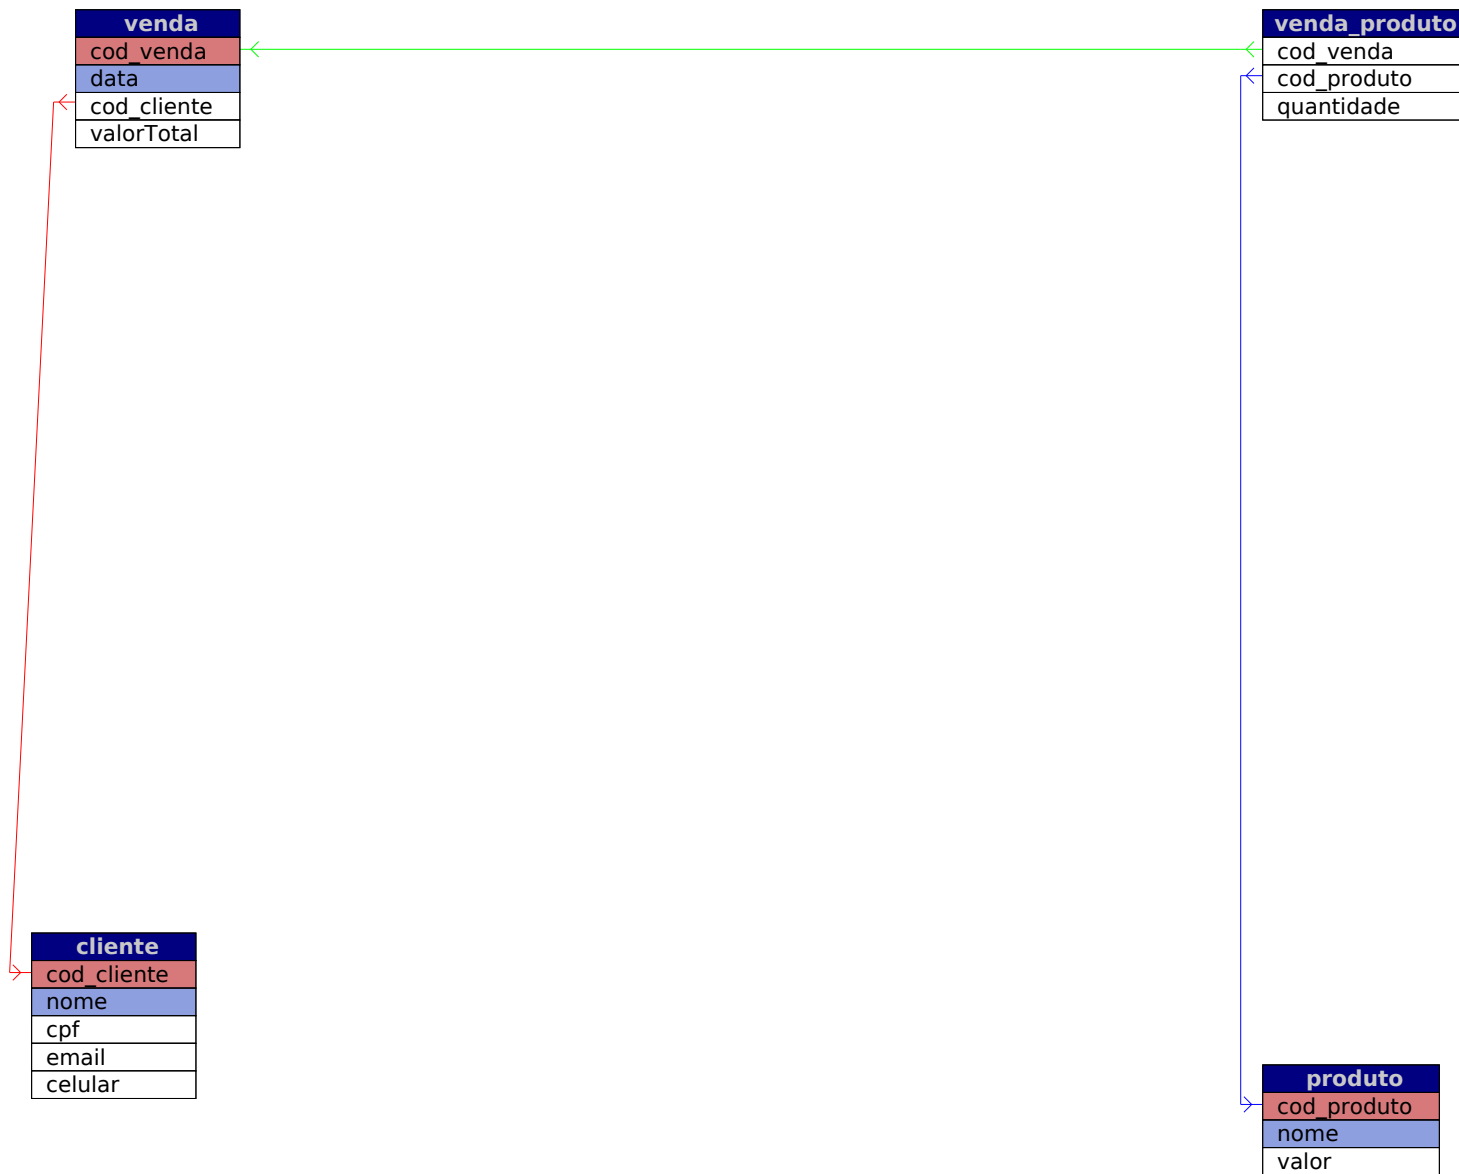 venda
cod_venda
data
cod_cliente
valorTotal
venda_produto
cod_venda
cod_produto
quantidade
cliente
cod_cliente
nome
cpf
email
celular
produto
cod_produto
nome
valor